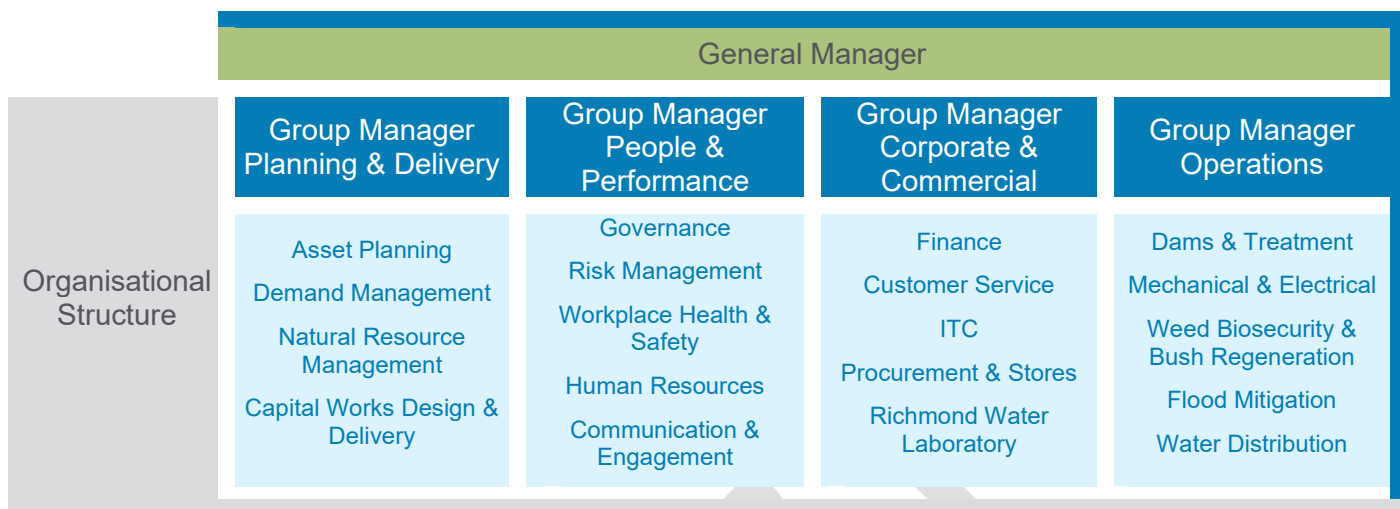 General Manager
Organisational
Structure
Group Manager
Planning & Delivery
Asset Planning
Demand Management
Natural Resource
Management
Capital Works Design &
Delivery
Group Manager
People &
Performance
Governance
Risk Management
Workplace Health &
Safety
Human Resources
Communication &
Engagement
Group Manager
Corporate &
Commercial
Finance
Customer Service
ITC
Procurement & Stores
Richmond Water
Laboratory
Group Manager
Operations
Dams & Treatment
Mechanical & Electrical
Weed Biosecurity &
Bush Regeneration
Flood Mitigation
Water Distribution